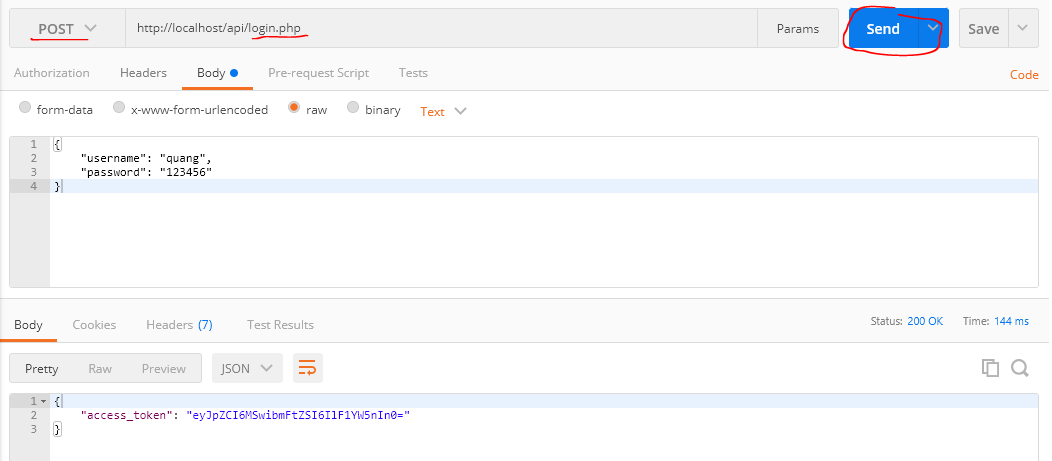 POST http://localhost/api/login.php Params Send Save
Authorization Headers Body Pre-request Script Tests Code
form-data x-www-form-urlencoded raw binary Text
1 {
2 "username": "quang",
3 "password": "123456"
4 }
Body Cookies Headers (7) Test Results Status: 200 OK Time: 144 ms
Pretty Raw Preview JSON
1 {
2 "access_token": "eyJpZCI6MSwibmFtZSI6IlF1YW5nIn0="
3 }